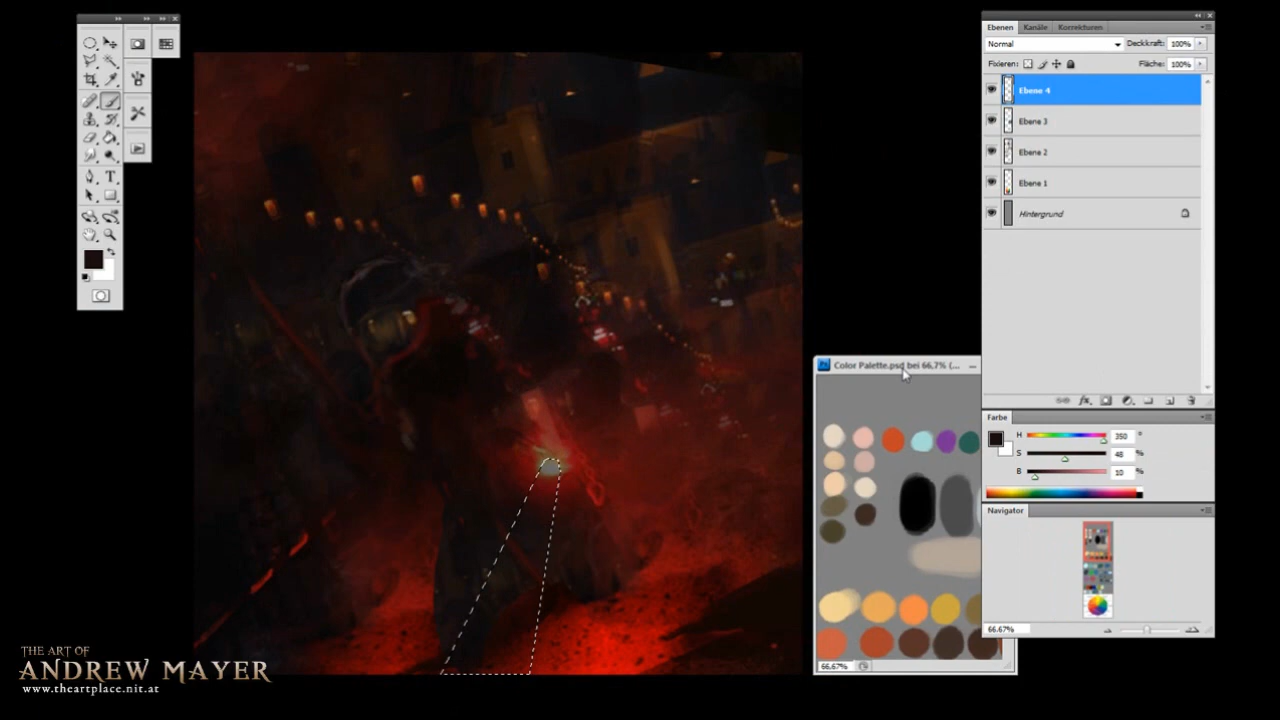 Ebenen Kanäle Korrekturen
Normal Deckkraft: 100%
Fixieren: Fläche: 100%
Ebene 4
Ebene 3
Ebene 2
Ebene 1
Hintergrund
Color Palette.psd bei 66,7% (...
Farbe
H 350 °
S 48 %
B 10 %
Navigator
66.67%
66,67%
THE ART OF
ANDREW MAYER
www.theartplace.nit.at